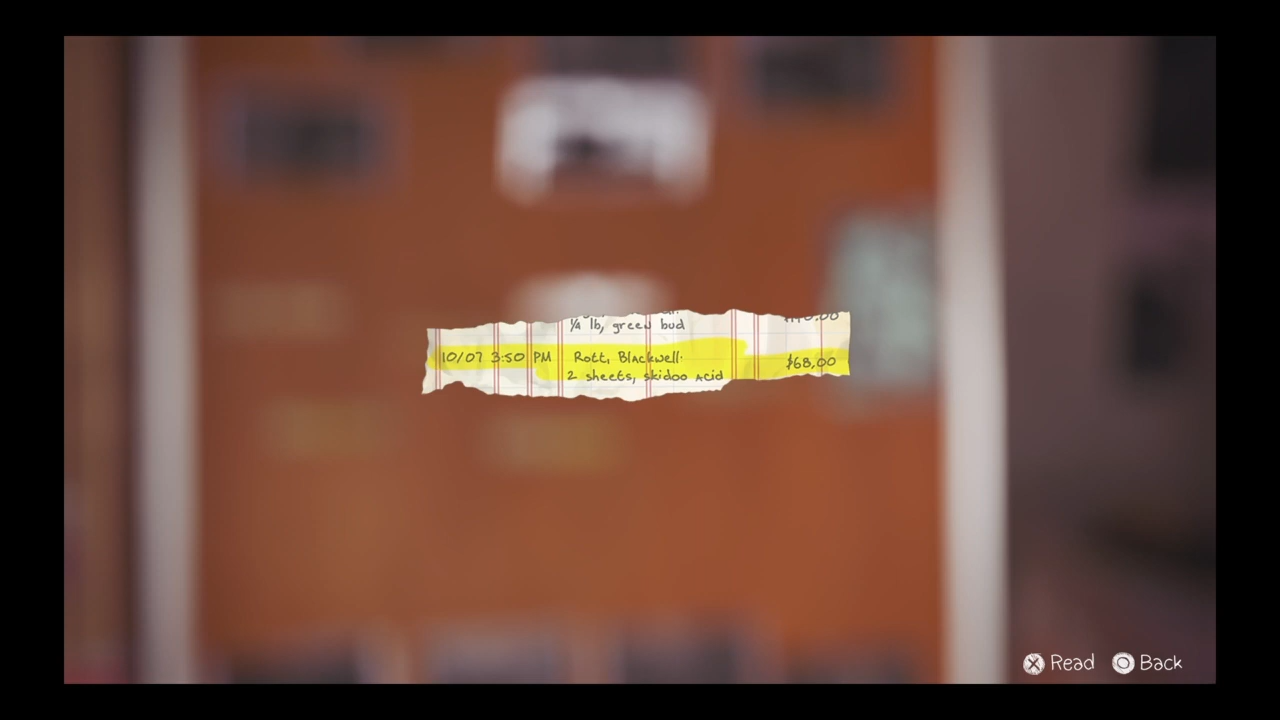 ¼ lb, green bud
10/07 3:50 PM Rott, Blackwell. $68,00
2 sheets, skidoo acid
Read Back